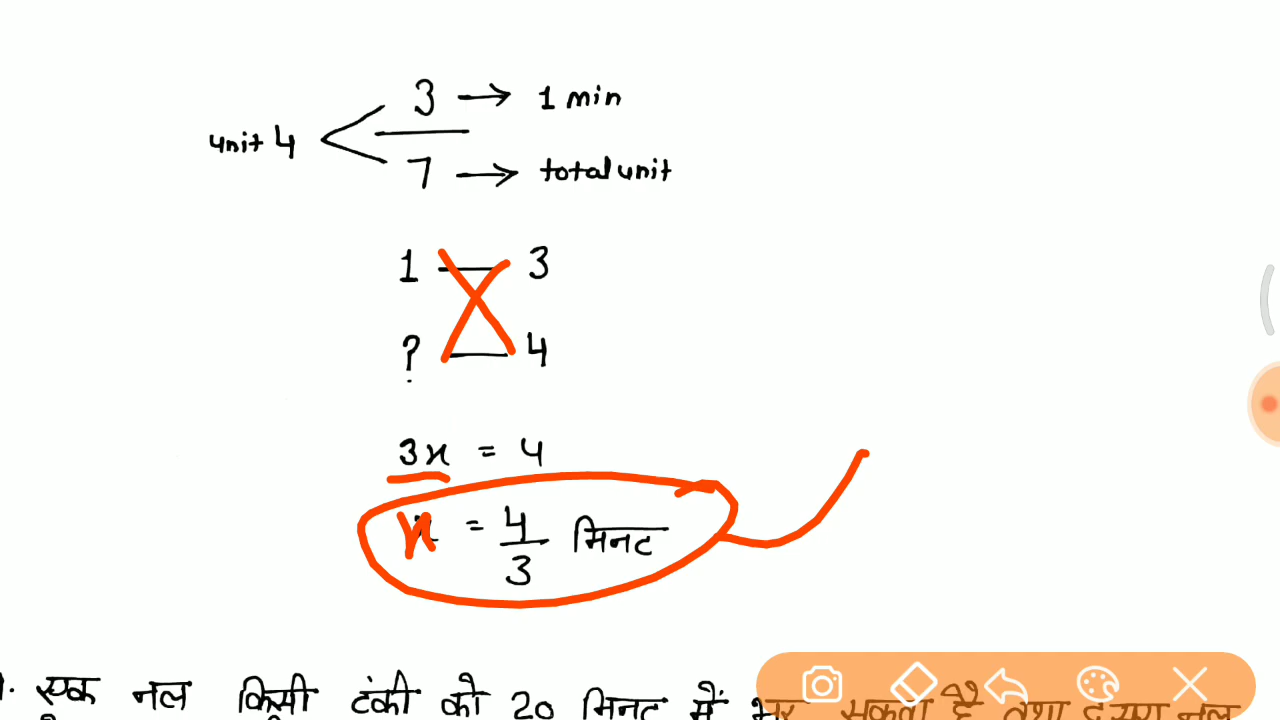 3 → 1 min
unit 4
7 → total unit
1 — 3
? — 4
3x = 4
x = 4/3 मिनट
एक नल किसी टंकी को 20 मिनट में